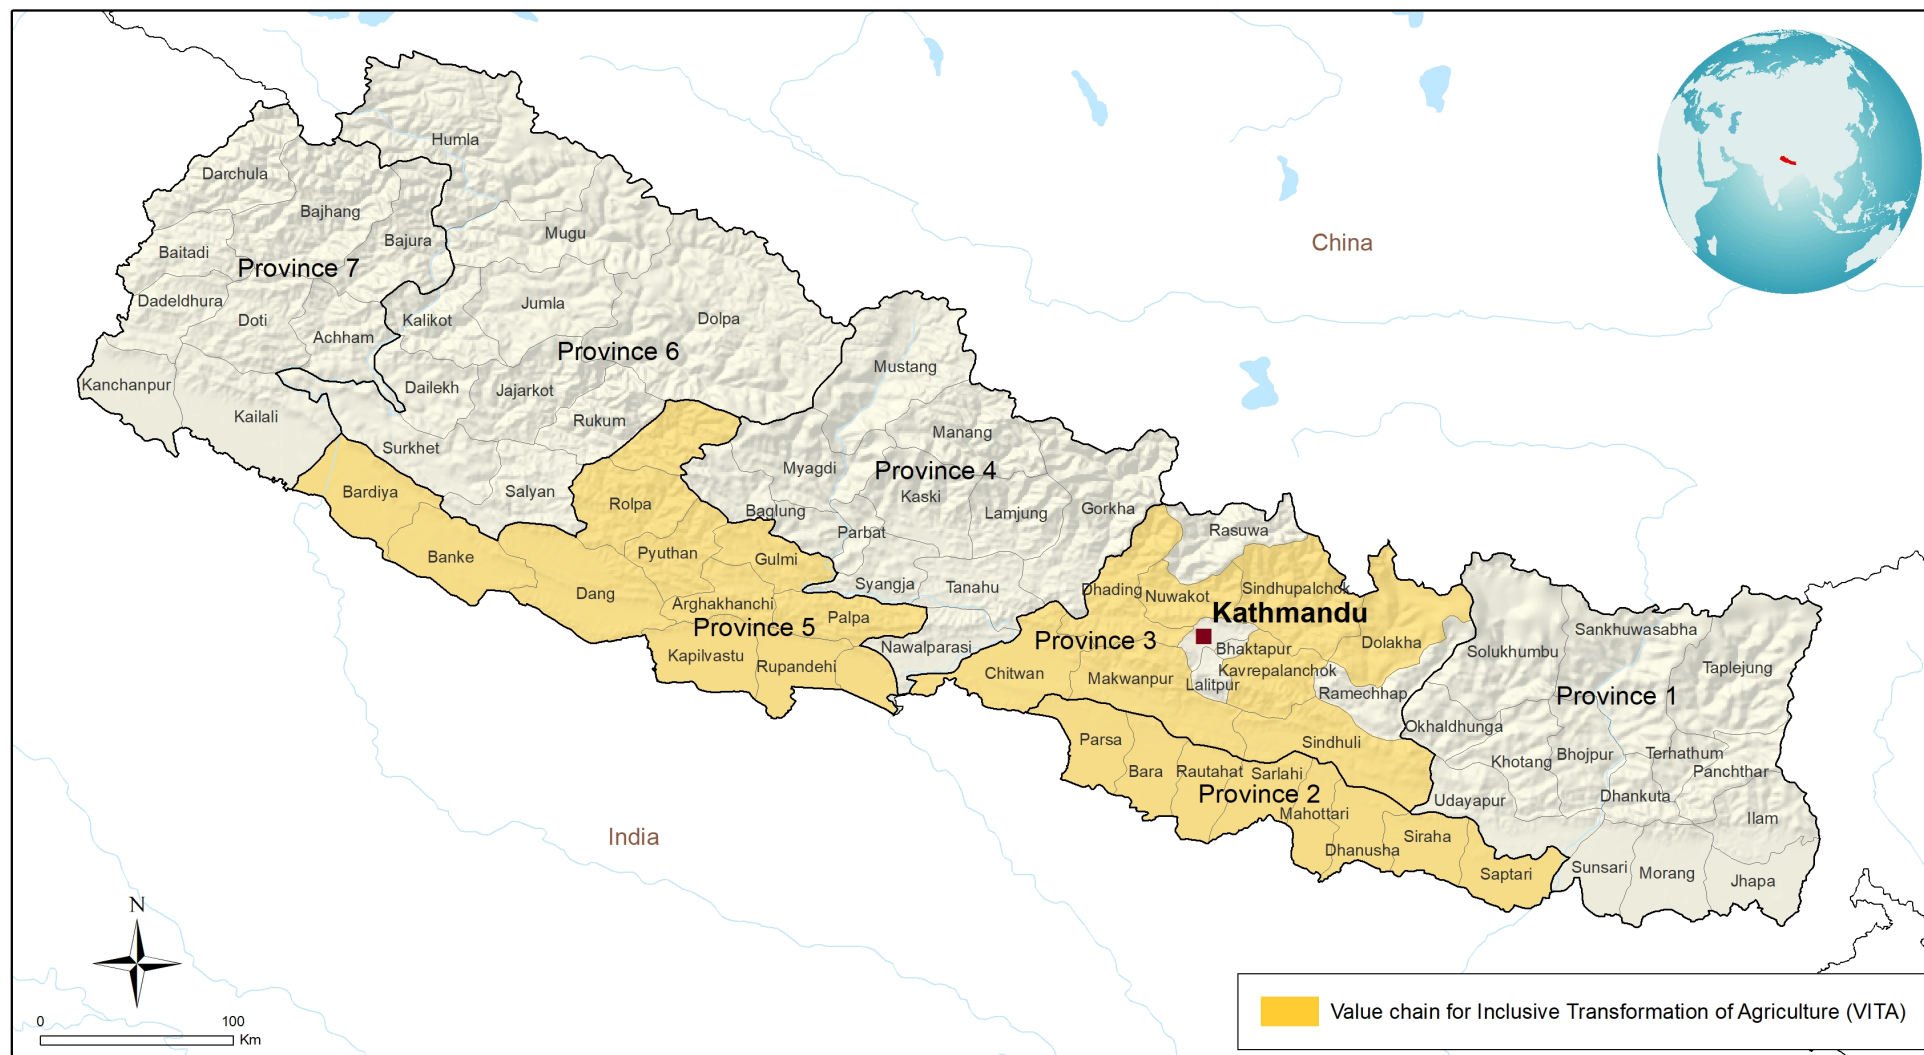 Humla
Darchula
Bajhang
Mugu
Bajura
China
Baitadi
Province 7
Dadeldhura
Jumla
Doti
Kalikot
Dolpa
Achham
Province 6
Mustang
Kanchanpur
Dailekh
Jajarkot
Kailali
Rukum
Manang
Surkhet
Myagdi
Province 4
Bardiya
Salyan
Kaski
Rolpa
Baglung
Lamjung
Gorkha
Parbat
Rasuwa
Banke
Pyuthan
Gulmi
Syangja
Tanahu
Dhading
Nuwakot
Sindhupalchok
Dang
Arghakhanchi
Palpa
Kathmandu
Province 5
Province 3
Sankhuwasabha
Kapilvastu
Nawalparasi
Bhaktapur
Dolakha
Solukhumbu
Rupandehi
Chitwan
Makwanpur
Kavrepalanchok
Lalitpur
Ramechhap
Taplejung
Province 1
Okhaldhunga
Parsa
Sindhuli
Bhojpur
Terhathum
Khotang
Bara
Rautahat
Sarlahi
Panchthar
Province 2
Udayapur
Dhankuta
Mahottari
Ilam
India
Siraha
Dhanusha
Saptari
Sunsari
Morang
Jhapa
N
0 100
Km
Value chain for Inclusive Transformation of Agriculture (VITA)